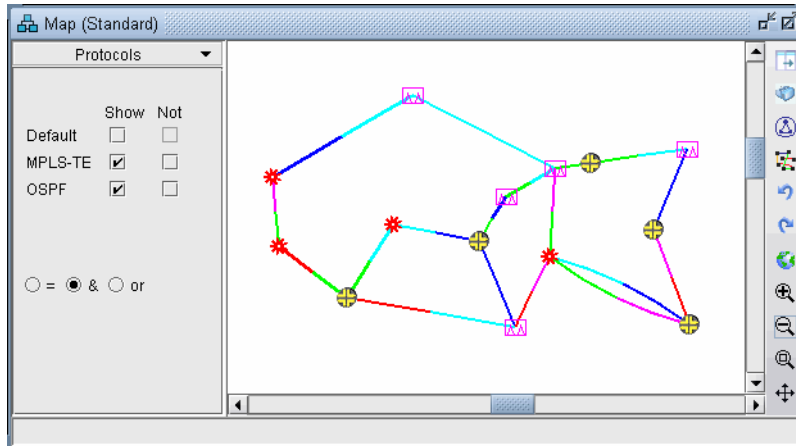 Map (Standard)
Protocols
Show Not
Default
MPLS-TE
OSPF
= & or